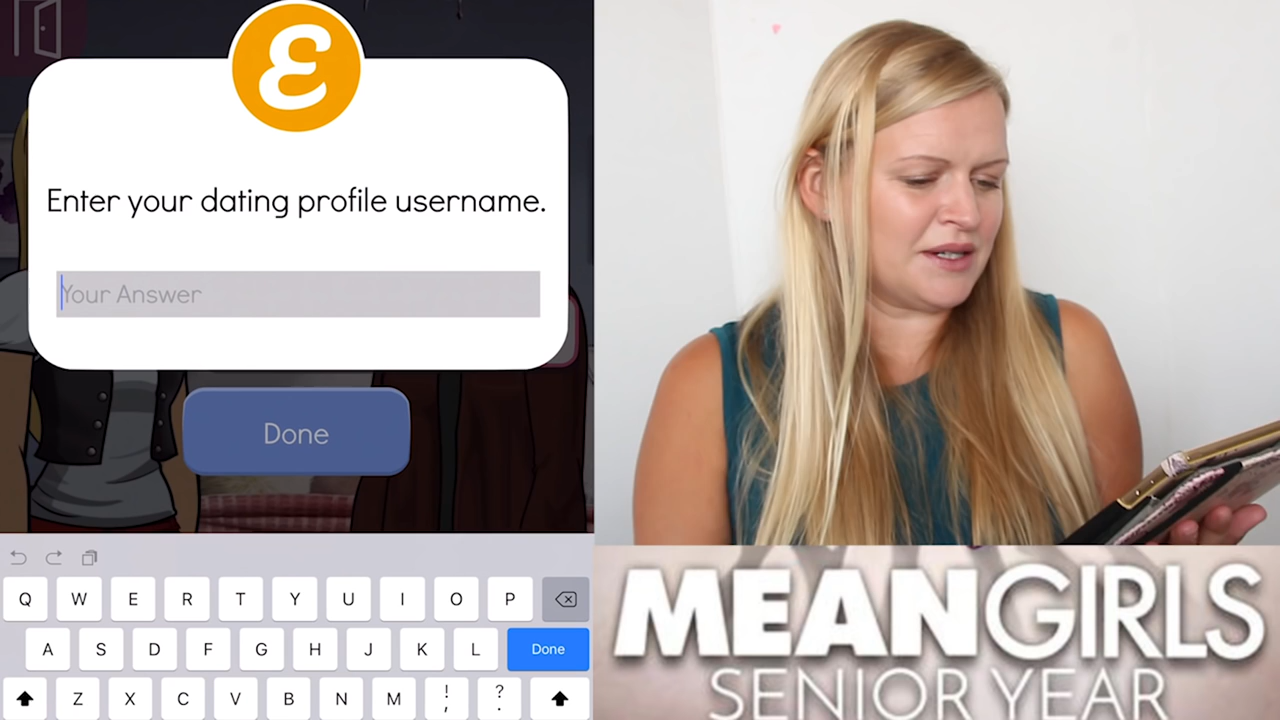 Ɛ
Enter your dating profile username.
Your Answer
Done
Q W E R T Y U I O P
A S D F G H J K L Done
Z X C V B N M ! , ? .
MEAN GIRLS
SENIOR YEAR